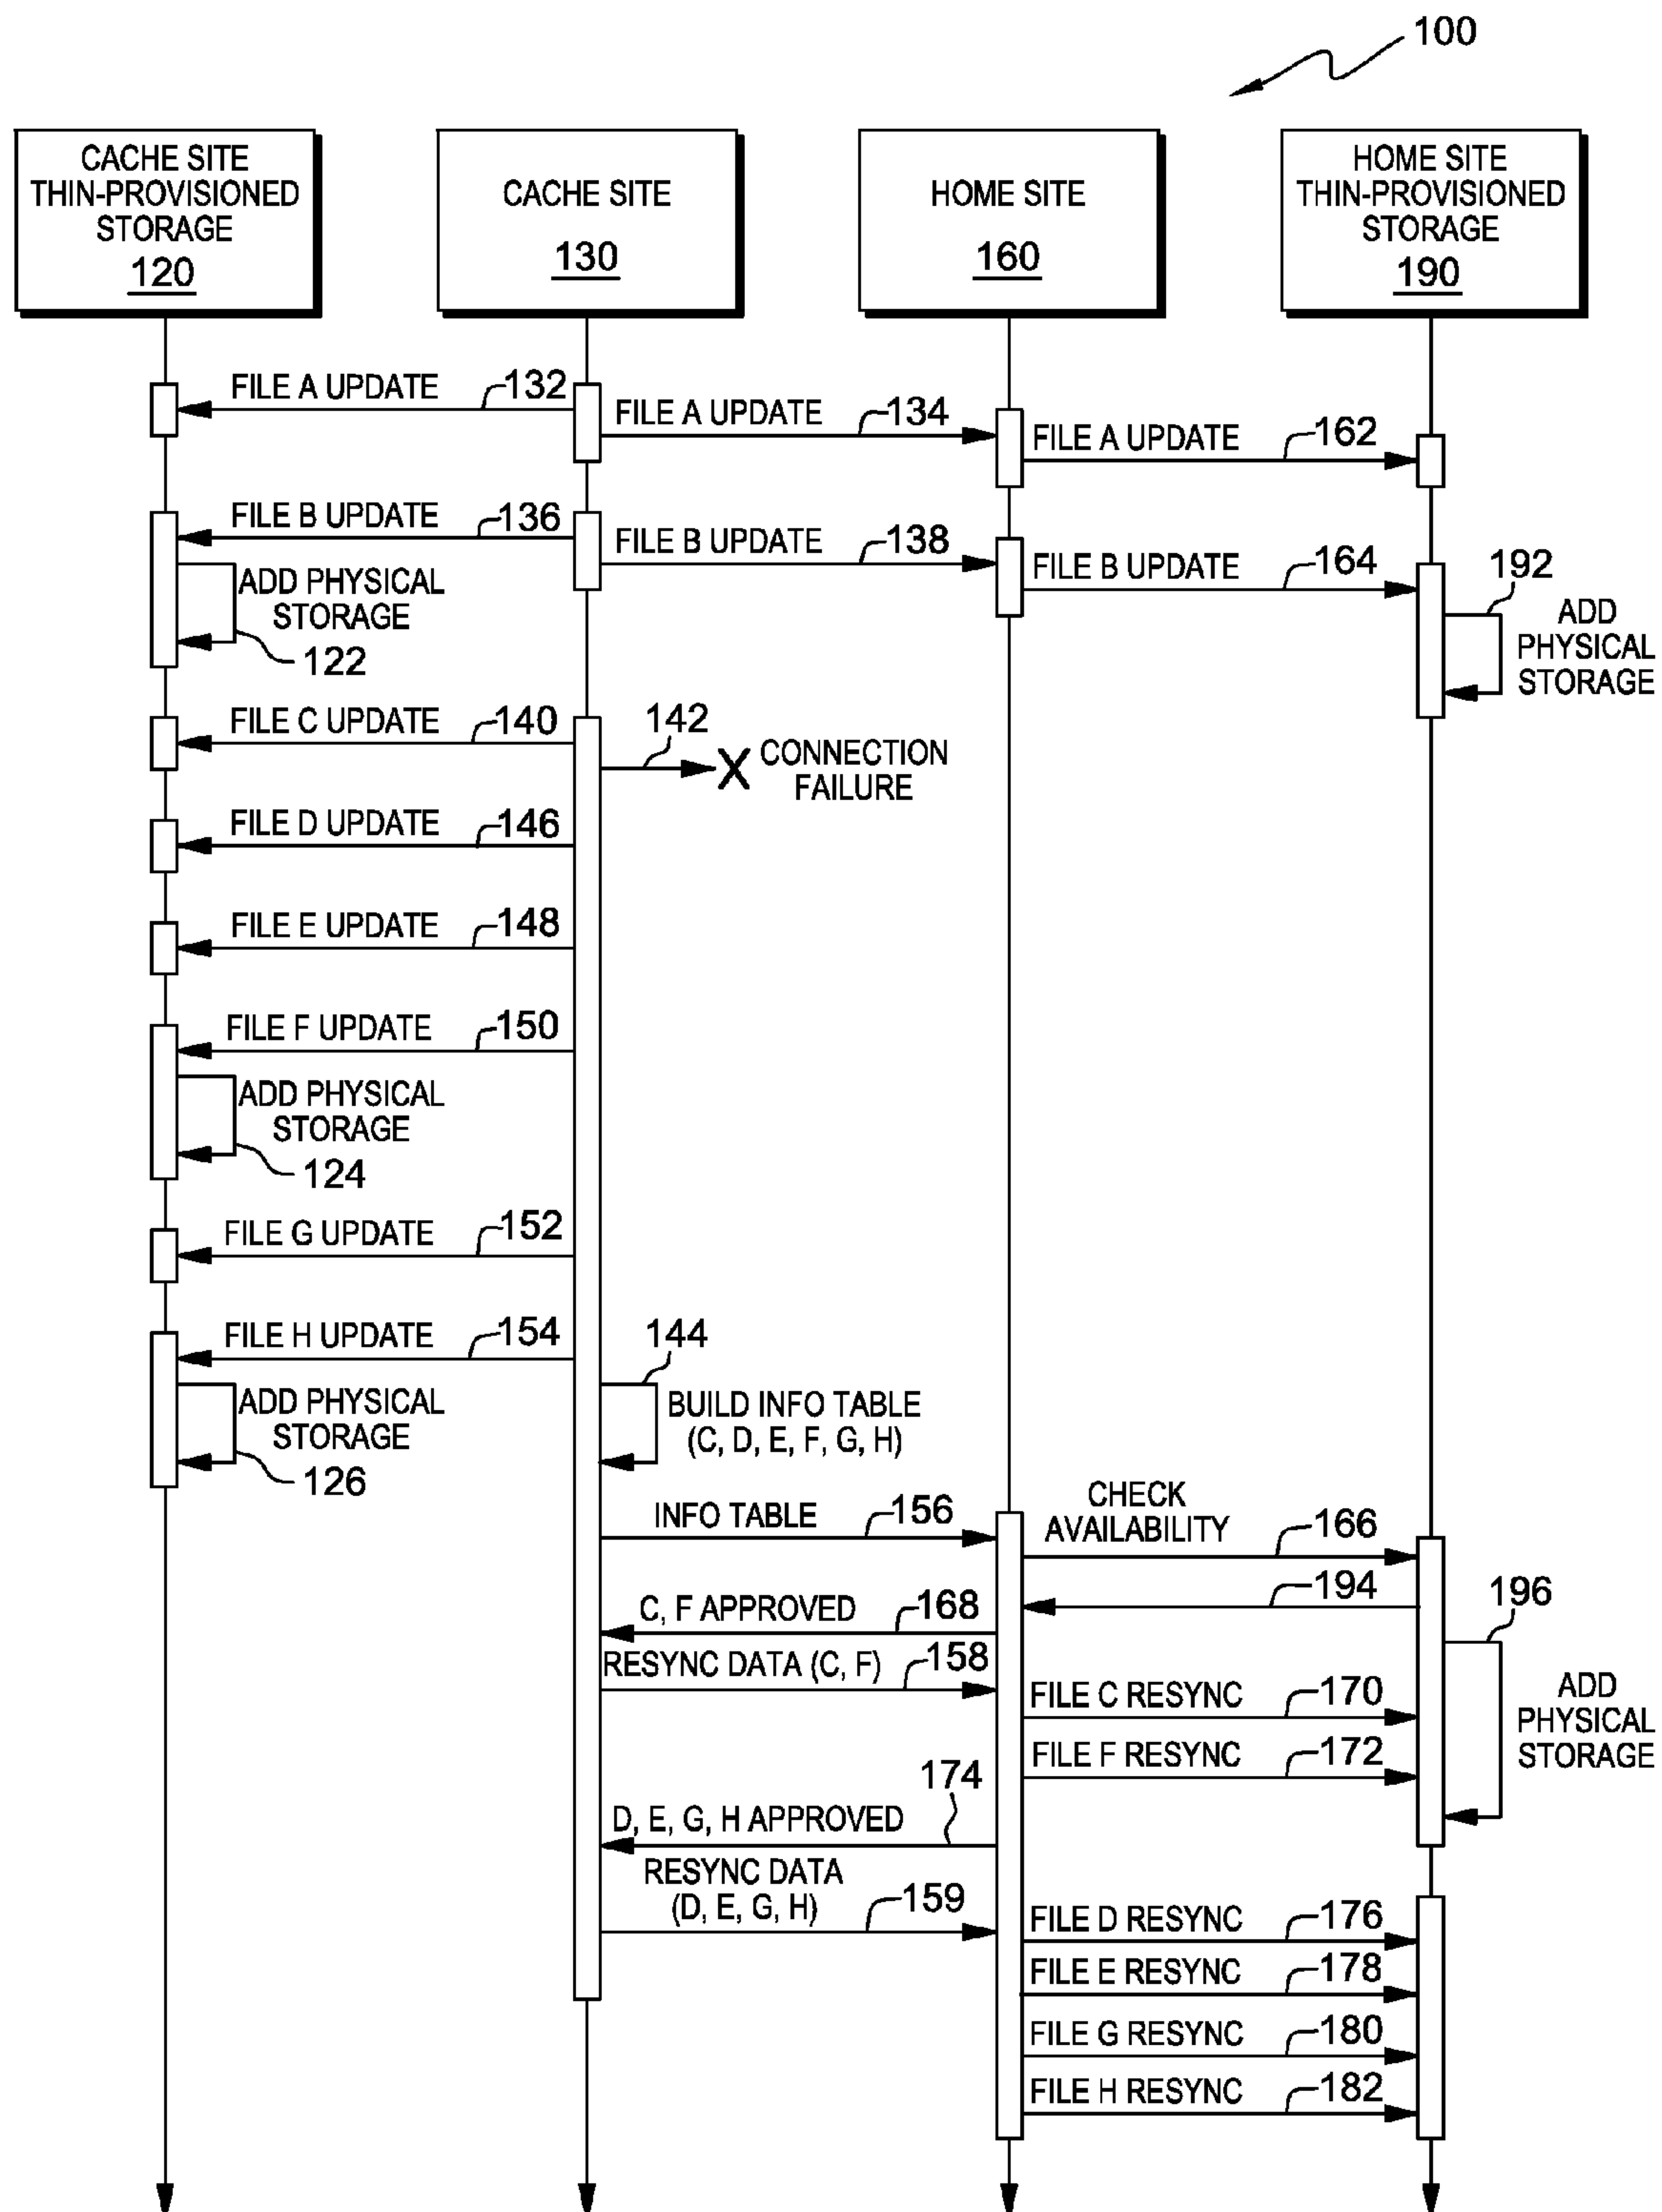 100
CACHE SITE
THIN-PROVISIONED
STORAGE
120
CACHE SITE
130
HOME SITE
160
HOME SITE
THIN-PROVISIONED
STORAGE
190
FILE A UPDATE 132
FILE A UPDATE 134
FILE A UPDATE 162
FILE B UPDATE 136
FILE B UPDATE 138
FILE B UPDATE 164
ADD PHYSICAL
STORAGE
122
192
ADD
PHYSICAL
STORAGE
FILE C UPDATE 140
142
X CONNECTION
FAILURE
FILE D UPDATE 146
FILE E UPDATE 148
FILE F UPDATE 150
ADD PHYSICAL
STORAGE
124
FILE G UPDATE 152
FILE H UPDATE 154
ADD PHYSICAL
STORAGE
126
144
BUILD INFO TABLE
(C, D, E, F, G, H)
INFO TABLE 156
CHECK
AVAILABILITY 166
194
196
ADD
PHYSICAL
STORAGE
C, F APPROVED 168
RESYNC DATA (C, F) 158
FILE C RESYNC 170
FILE F RESYNC 172
174
D, E, G, H APPROVED
RESYNC DATA
(D, E, G, H) 159
FILE D RESYNC 176
FILE E RESYNC 178
FILE G RESYNC 180
FILE H RESYNC 182